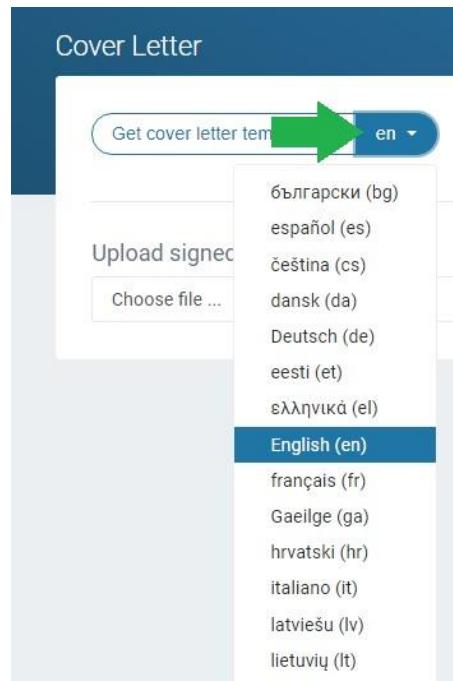 Cover Letter
Get cover letter tem en
български (bg)
español (es)
Upload signed
čeština (cs)
Choose file ...
dansk (da)
Deutsch (de)
eesti (et)
ελληνικά (el)
English (en)
français (fr)
Gaeilge (ga)
hrvatski (hr)
italiano (it)
latviešu (lv)
lietuvių (lt)